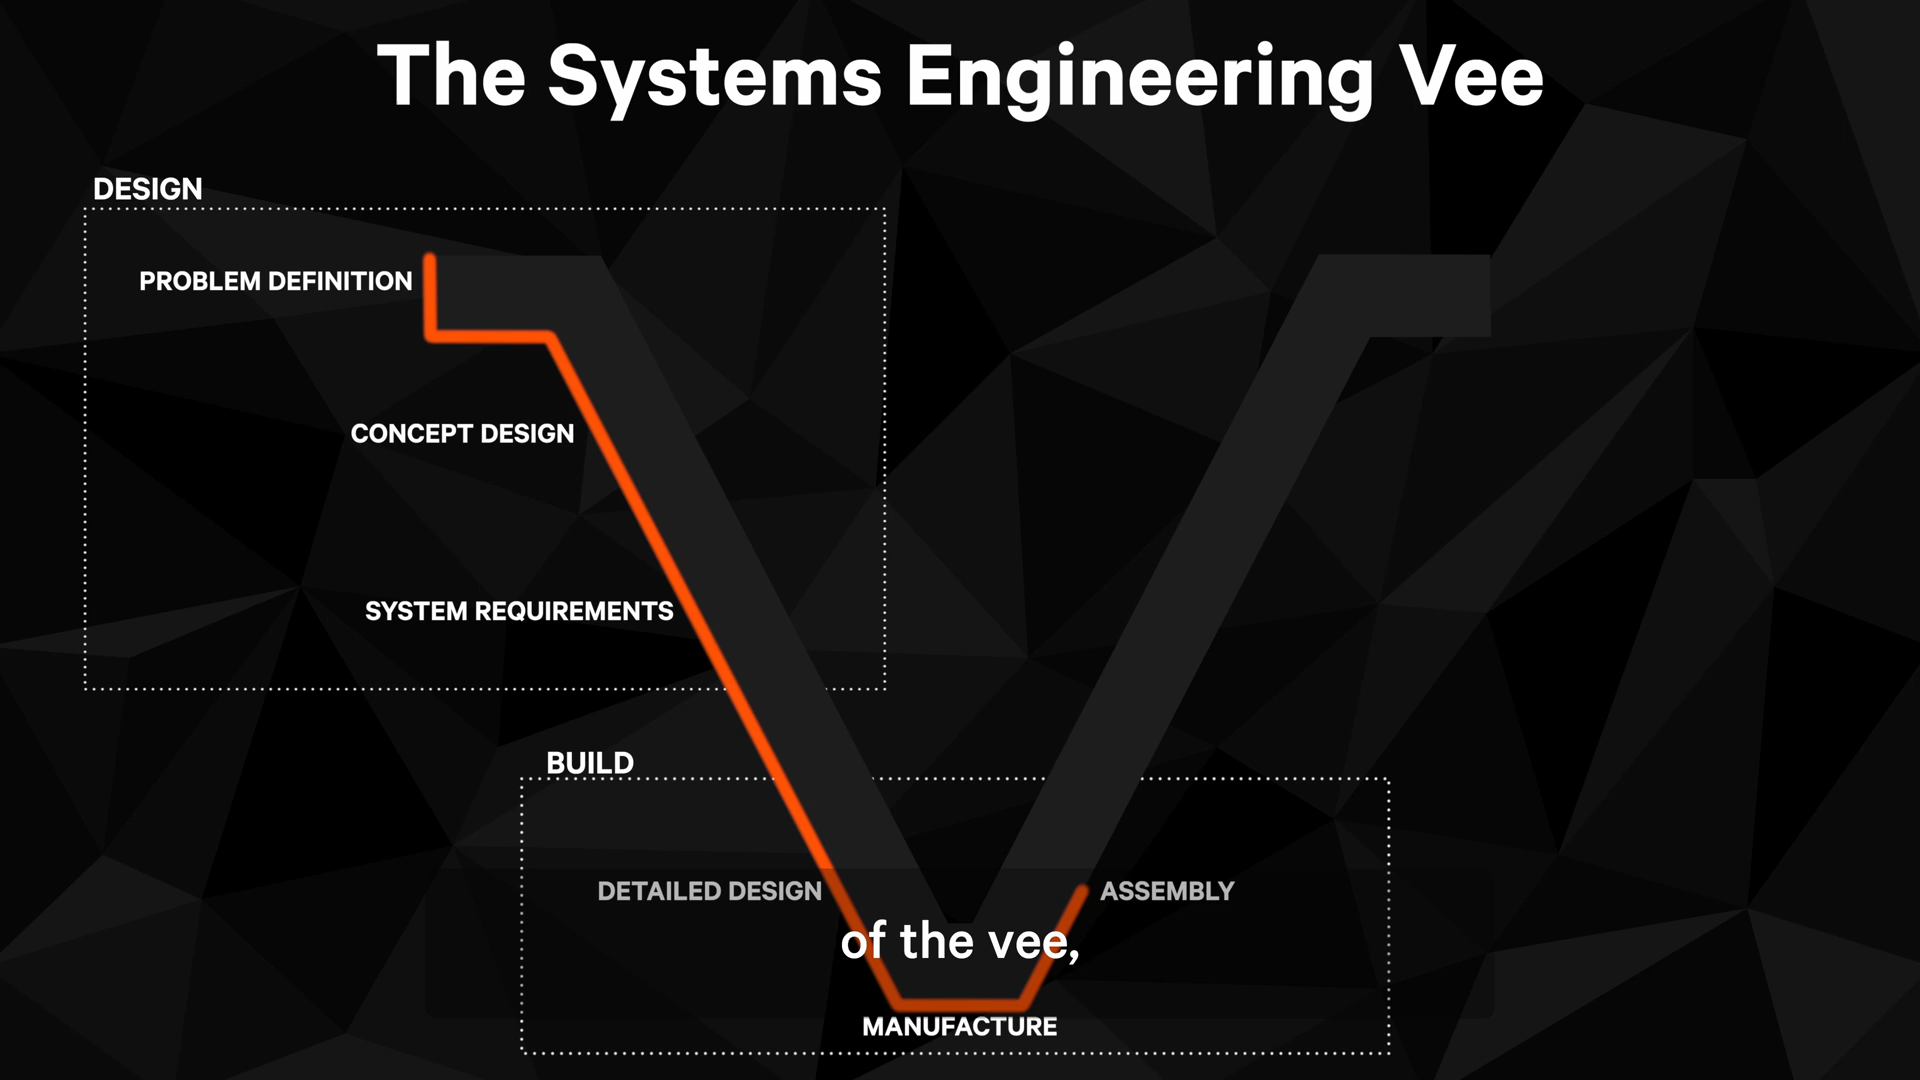 The Systems Engineering Vee
DESIGN
PROBLEM DEFINITION
CONCEPT DESIGN
SYSTEM REQUIREMENTS
BUILD
DETAILED DESIGN
ASSEMBLY
of the vee,
MANUFACTURE